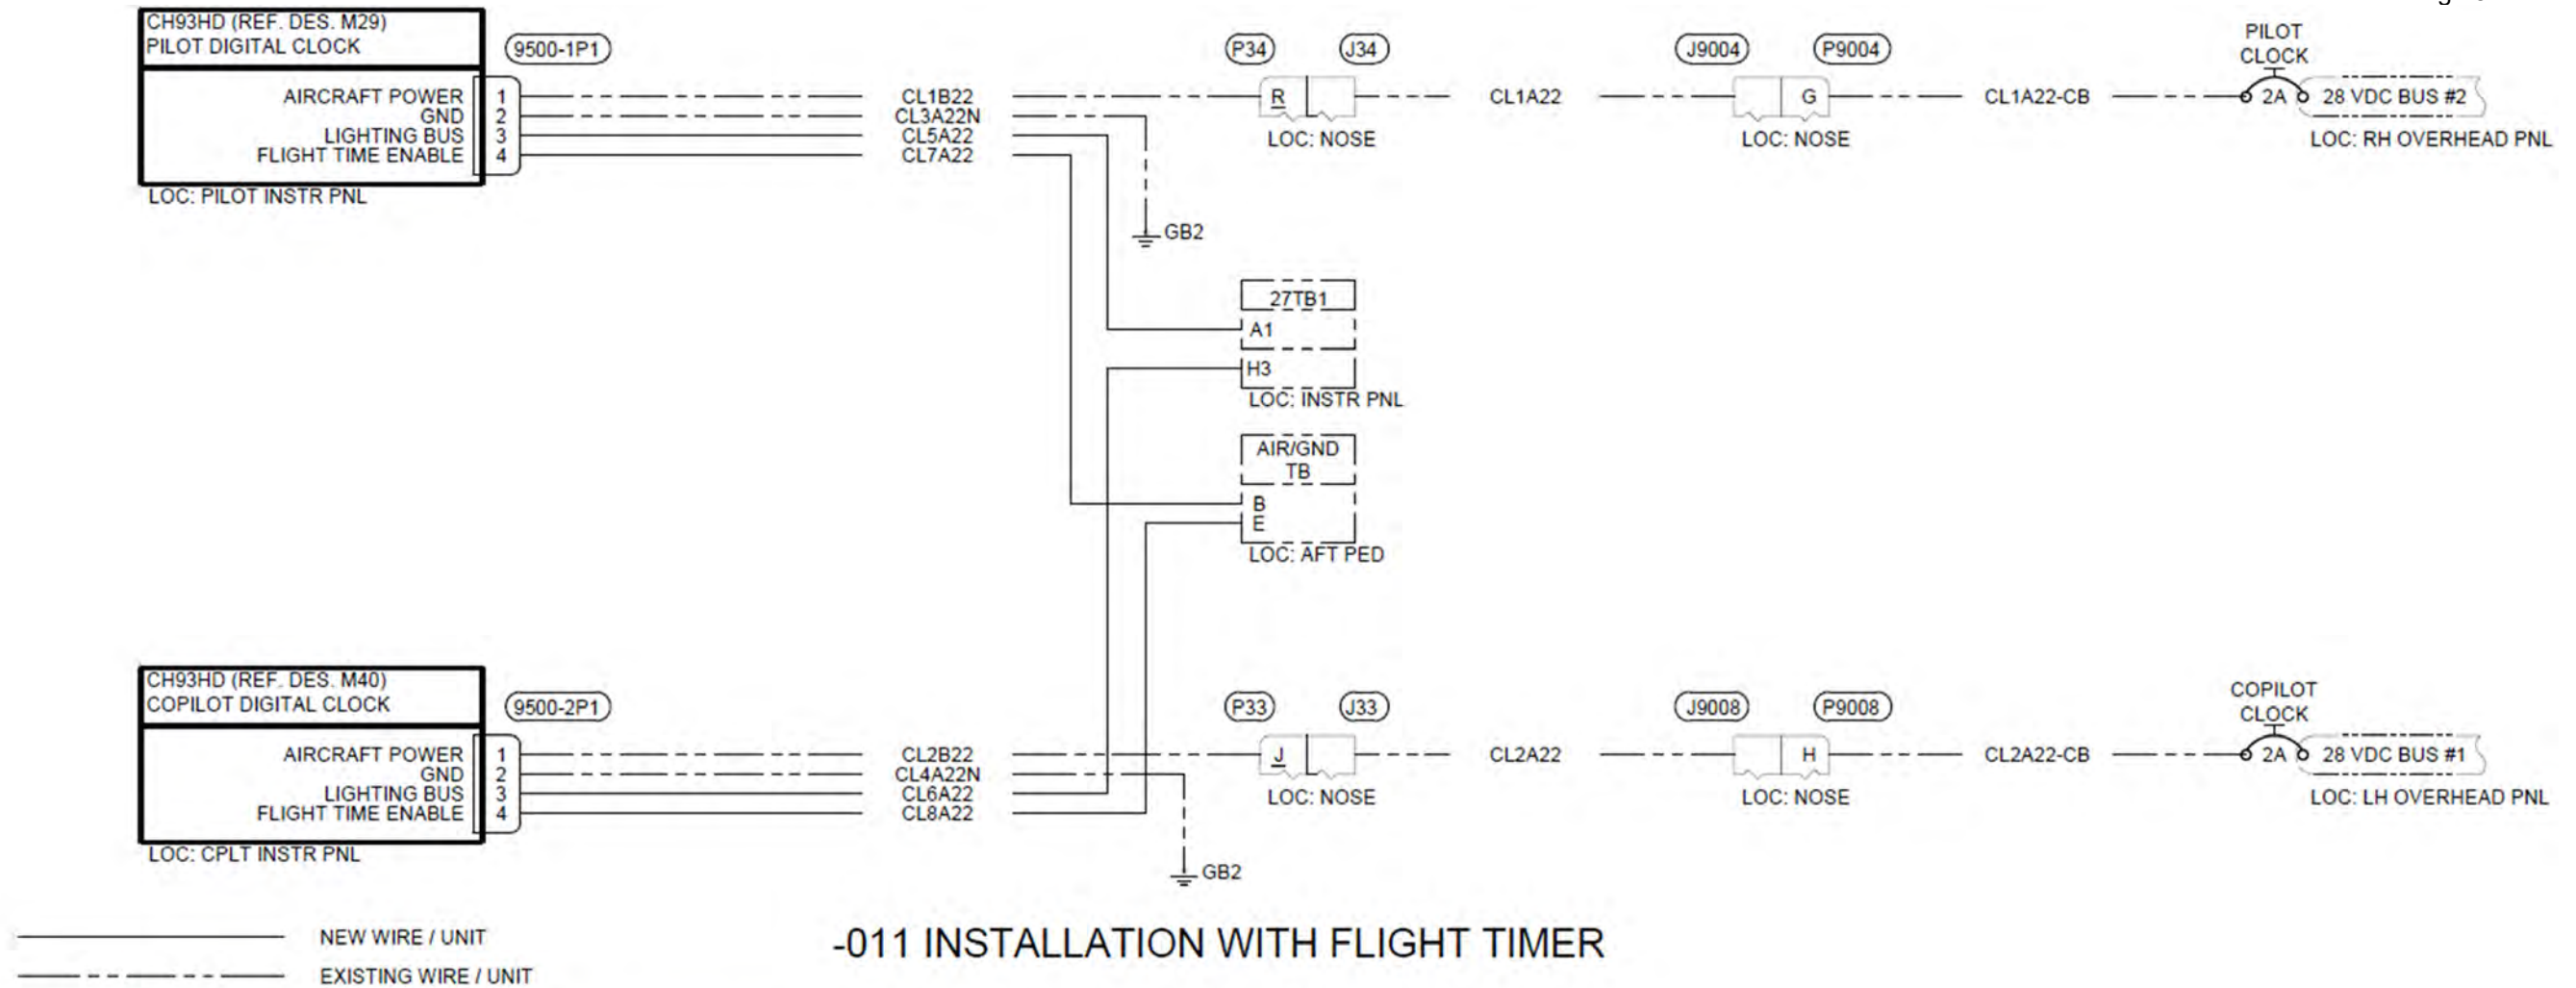 CH93HD (REF. DES. M29)
PILOT DIGITAL CLOCK
9500-1P1
AIRCRAFT POWER 1
GND 2
LIGHTING BUS 3
FLIGHT TIME ENABLE 4
LOC: PILOT INSTR PNL
CL1B22
CL3A22N
CL5A22
CL7A22
P34 J34
R
LOC: NOSE
CL1A22
J9004 P9004
G
LOC: NOSE
CL1A22-CB
PILOT
CLOCK
2A 28 VDC BUS #2
LOC: RH OVERHEAD PNL
GB2
27TB1
A1
H3
LOC: INSTR PNL
AIR/GND
TB
B
E
LOC: AFT PED
CH93HD (REF. DES. M40)
COPILOT DIGITAL CLOCK
9500-2P1
AIRCRAFT POWER 1
GND 2
LIGHTING BUS 3
FLIGHT TIME ENABLE 4
LOC: CPLT INSTR PNL
CL2B22
CL4A22N
CL6A22
CL8A22
P33 J33
J
LOC: NOSE
CL2A22
J9008 P9008
H
LOC: NOSE
CL2A22-CB
COPILOT
CLOCK
2A 28 VDC BUS #1
LOC: LH OVERHEAD PNL
GB2
NEW WIRE / UNIT
EXISTING WIRE / UNIT
-011 INSTALLATION WITH FLIGHT TIMER